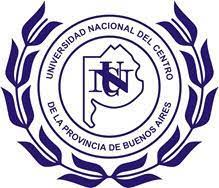 UNIVERSIDAD NACIONAL DEL CENTRO
DE LA PROVINCIA DE BUENOS AIRES
UNC